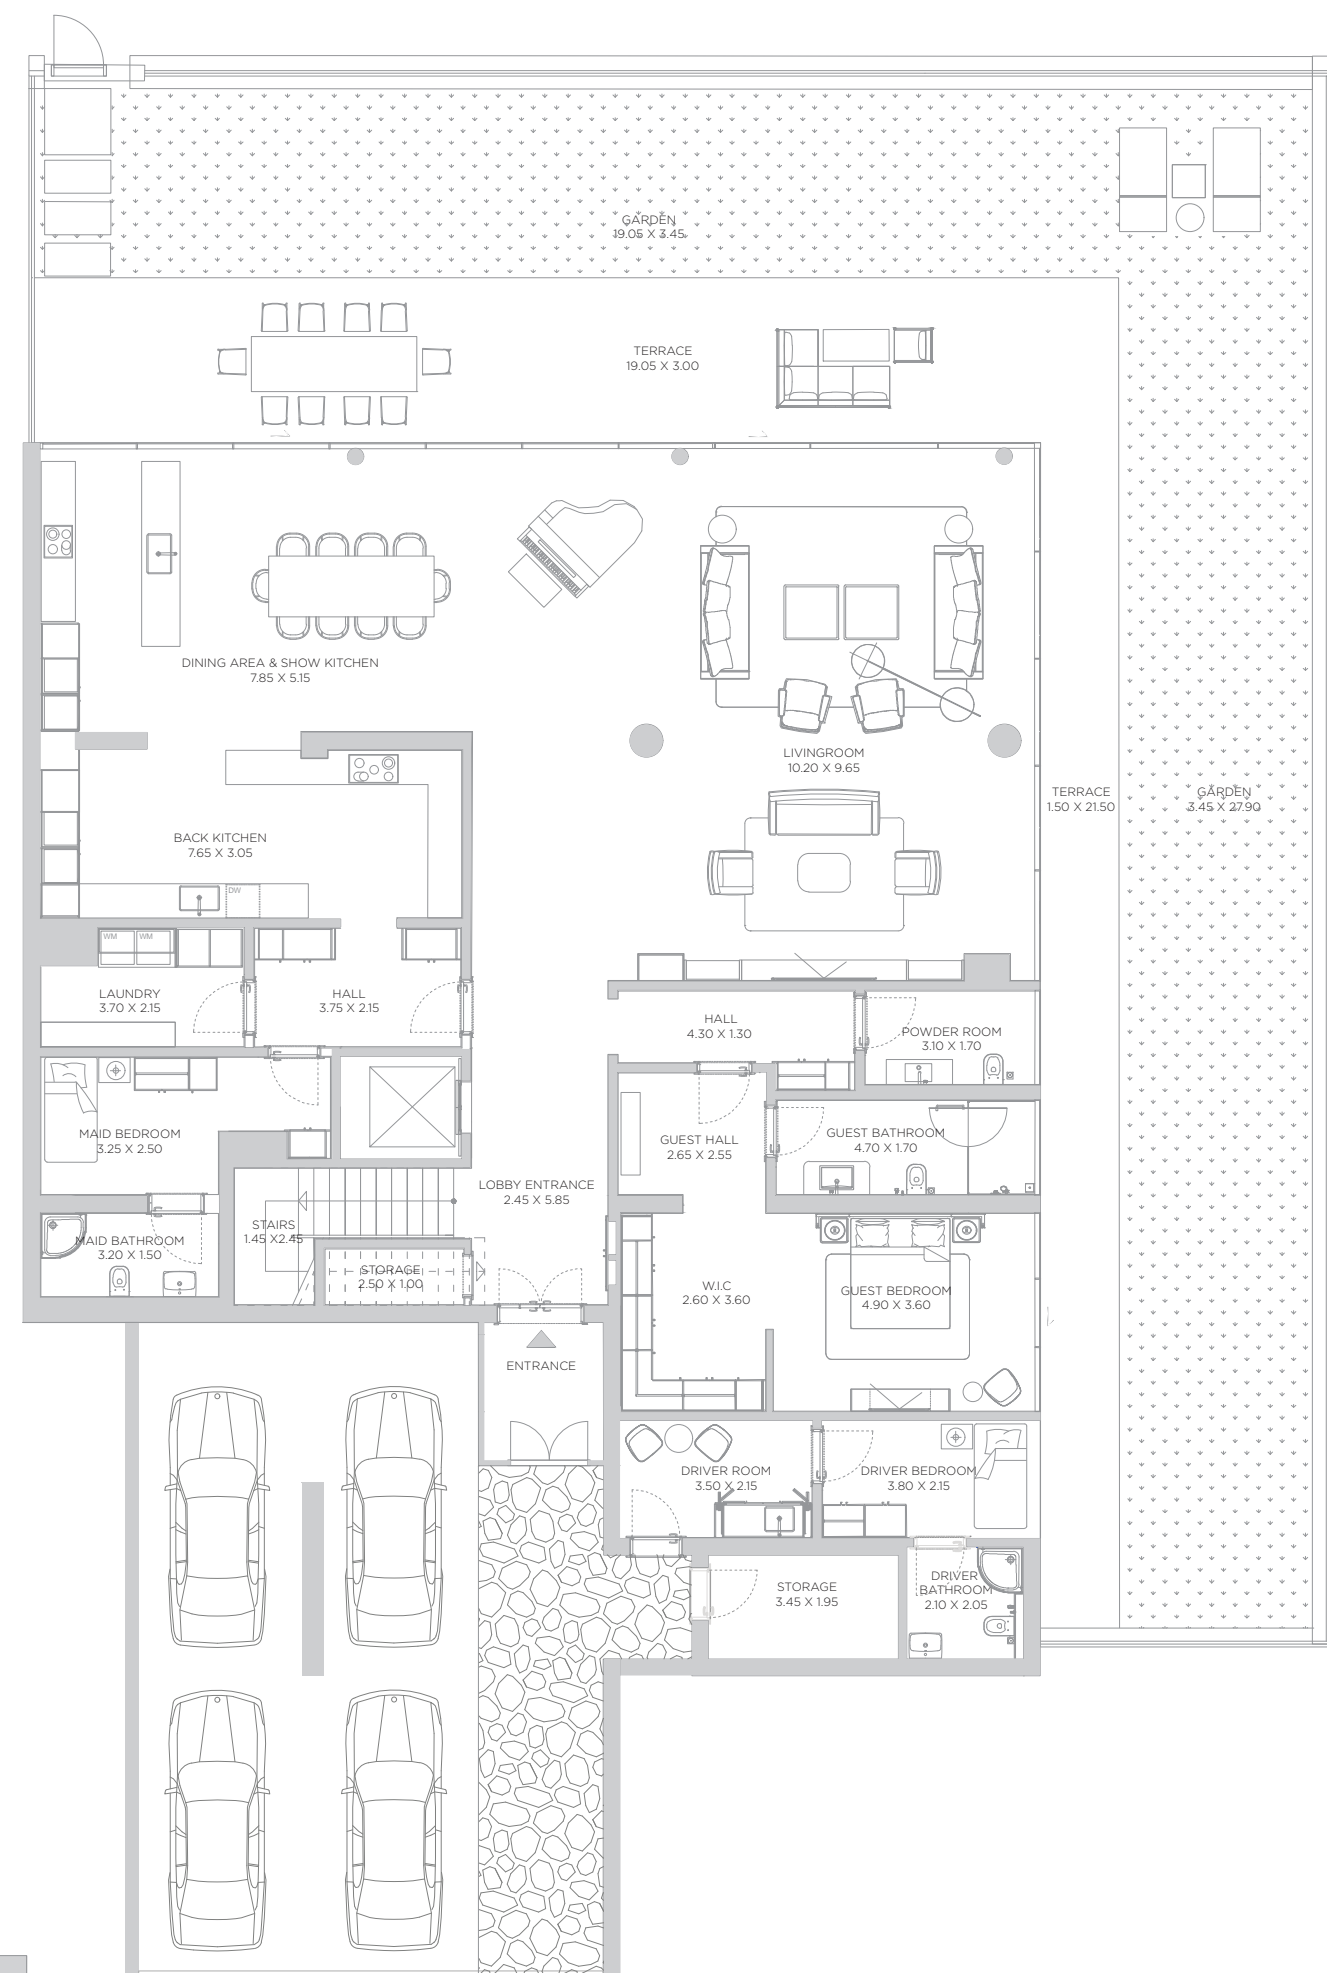 GARDEN
19.05 X 3.45
TERRACE
19.05 X 3.00
DINING AREA & SHOW KITCHEN
7.85 X 5.15
LIVINGROOM
10.20 X 9.65
TERRACE
1.50 X 21.50
GARDEN
3.45 X 27.90
BACK KITCHEN
7.65 X 3.05
DW
WM
WM
LAUNDRY
3.70 X 2.15
HALL
3.75 X 2.15
HALL
4.30 X 1.30
POWDER ROOM
3.10 X 1.70
MAID BEDROOM
3.25 X 2.50
GUEST HALL
2.65 X 2.55
GUEST BATHROOM
4.70 X 1.70
LOBBY ENTRANCE
2.45 X 5.85
STAIRS
1.45 X2.45
MAID BATHROOM
3.20 X 1.50
STORAGE
2.50 X 1.00
W.I.C
2.60 X 3.60
GUEST BEDROOM
4.90 X 3.60
ENTRANCE
DRIVER ROOM
3.50 X 2.15
DRIVER BEDROOM
3.80 X 2.15
STORAGE
3.45 X 1.95
DRIVER
BATHROOM
2.10 X 2.05